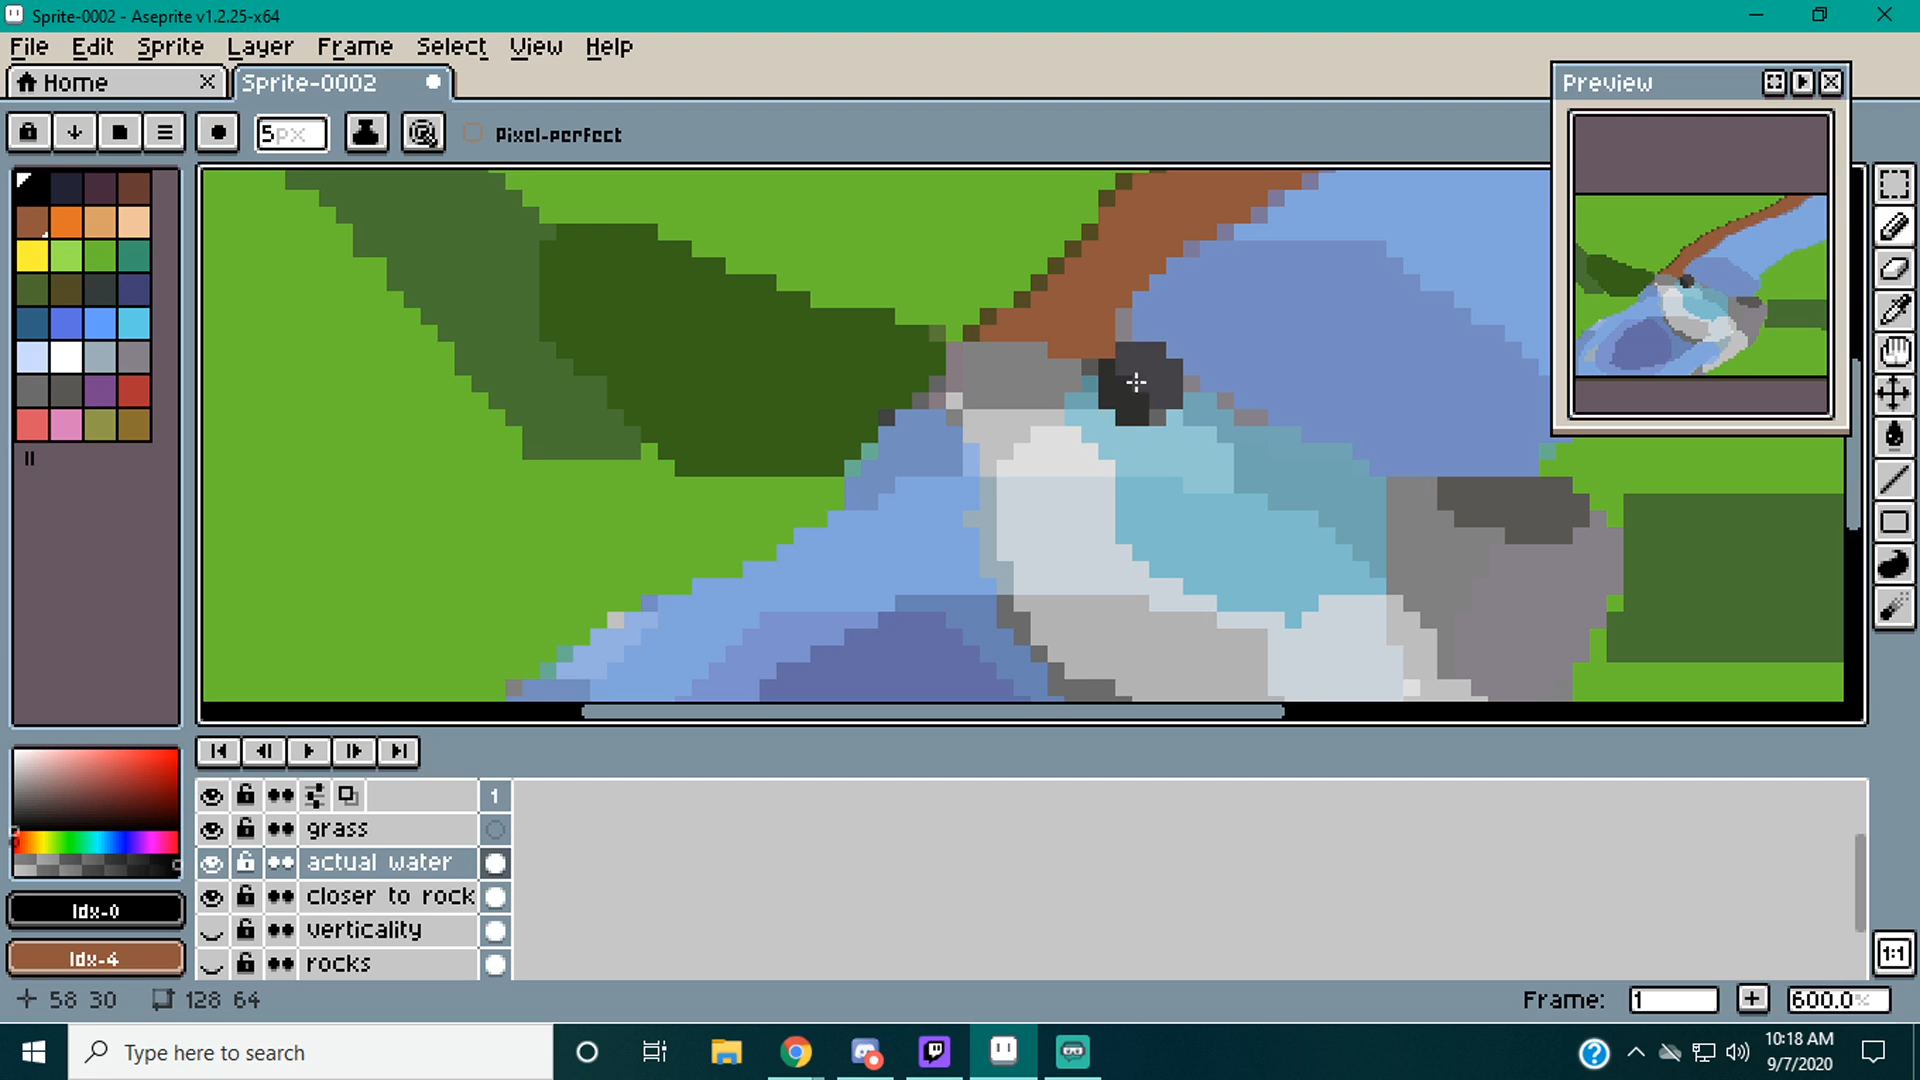 Sprite-0002 - Aseprite v1.2.25-x64
File Edit Sprite Layer Frame Select View Help
Home
Sprite-0002
Preview
5px
Pixel-perfect
1
grass
actual water
closer to rock
verticality
rocks
Idx-0
Idx-4
58 30
128 64
1:1
Frame:
1
600.0%
Type here to search
10:18 AM
9/7/2020